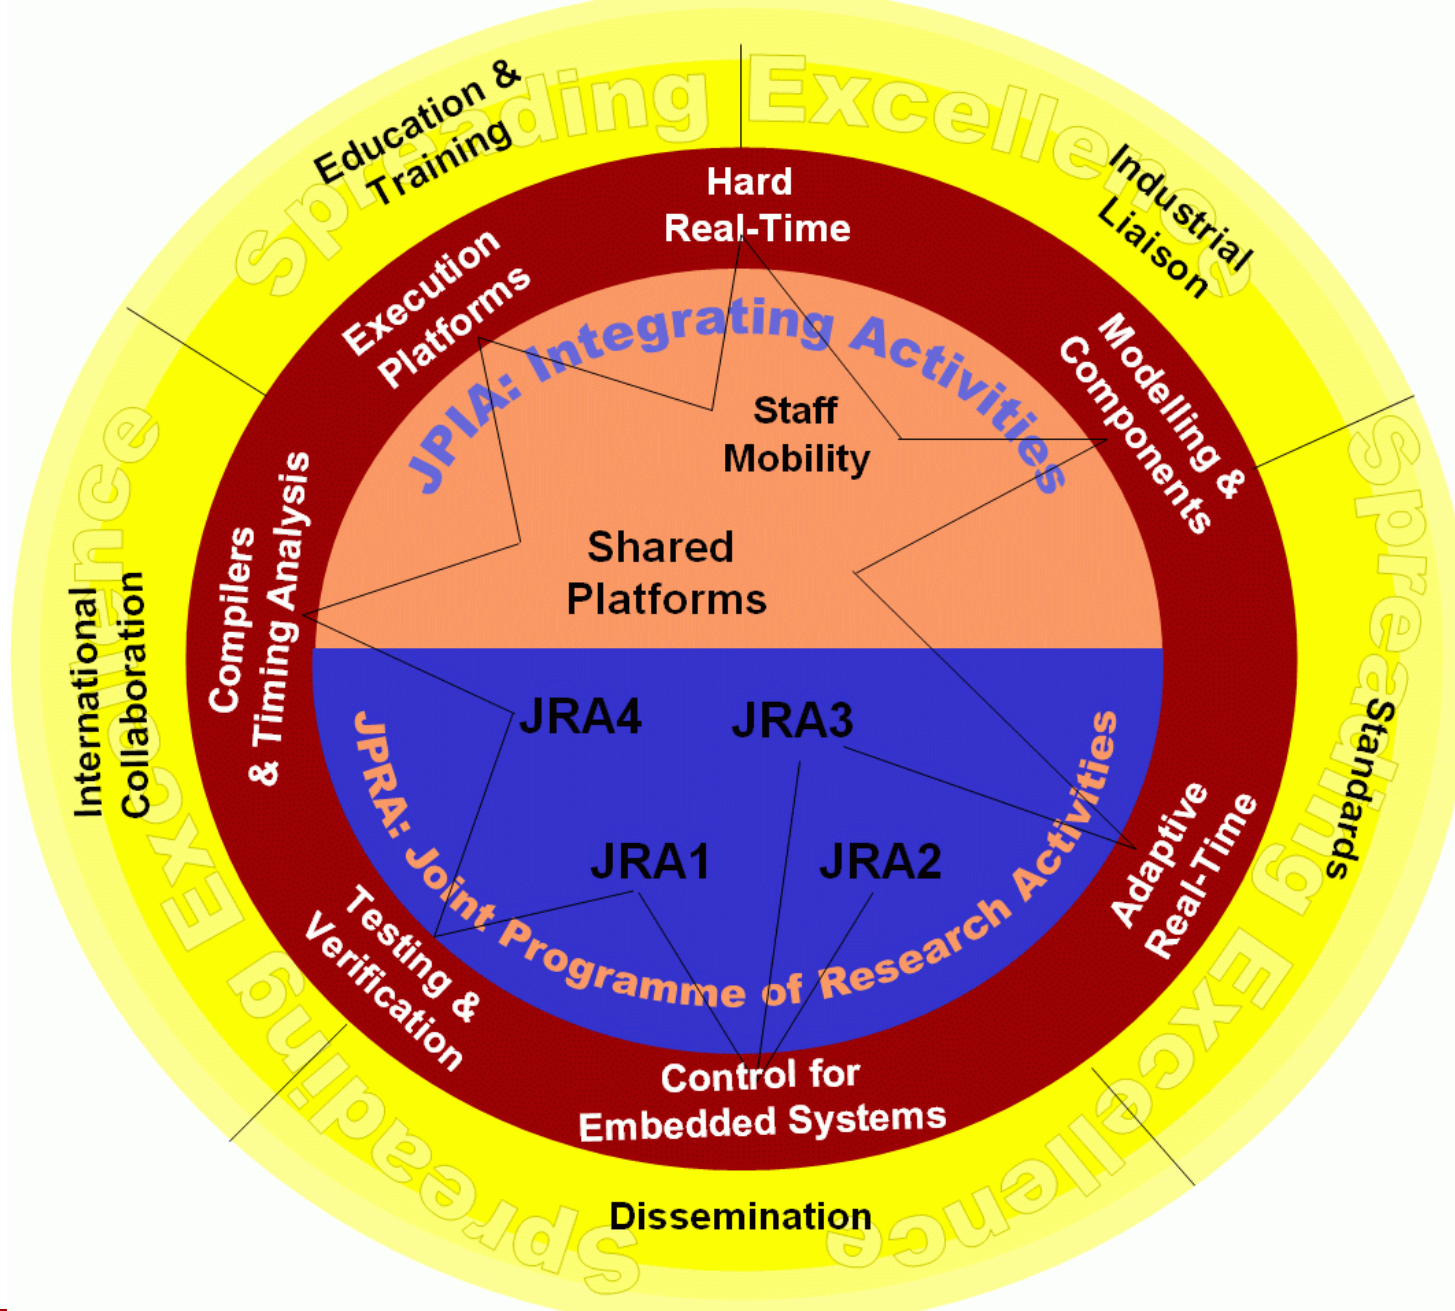 Spreading Excellence
Education &
Training
Industrial
Liaison
Hard
Real-Time
Execution
Platforms
Modelling &
Components
JPIA: Integrating Activities
Staff
Mobility
Shared
Platforms
Compilers
& Timing Analysis
International
Collaboration
Spreading Excellence
Standards
Spreading Excellence
JRA4
JRA3
JRA1
JRA2
JPRA: Joint Programme of Research Activities
Adaptive
Real-Time
Testing &
Verification
Control for
Embedded Systems
Dissemination